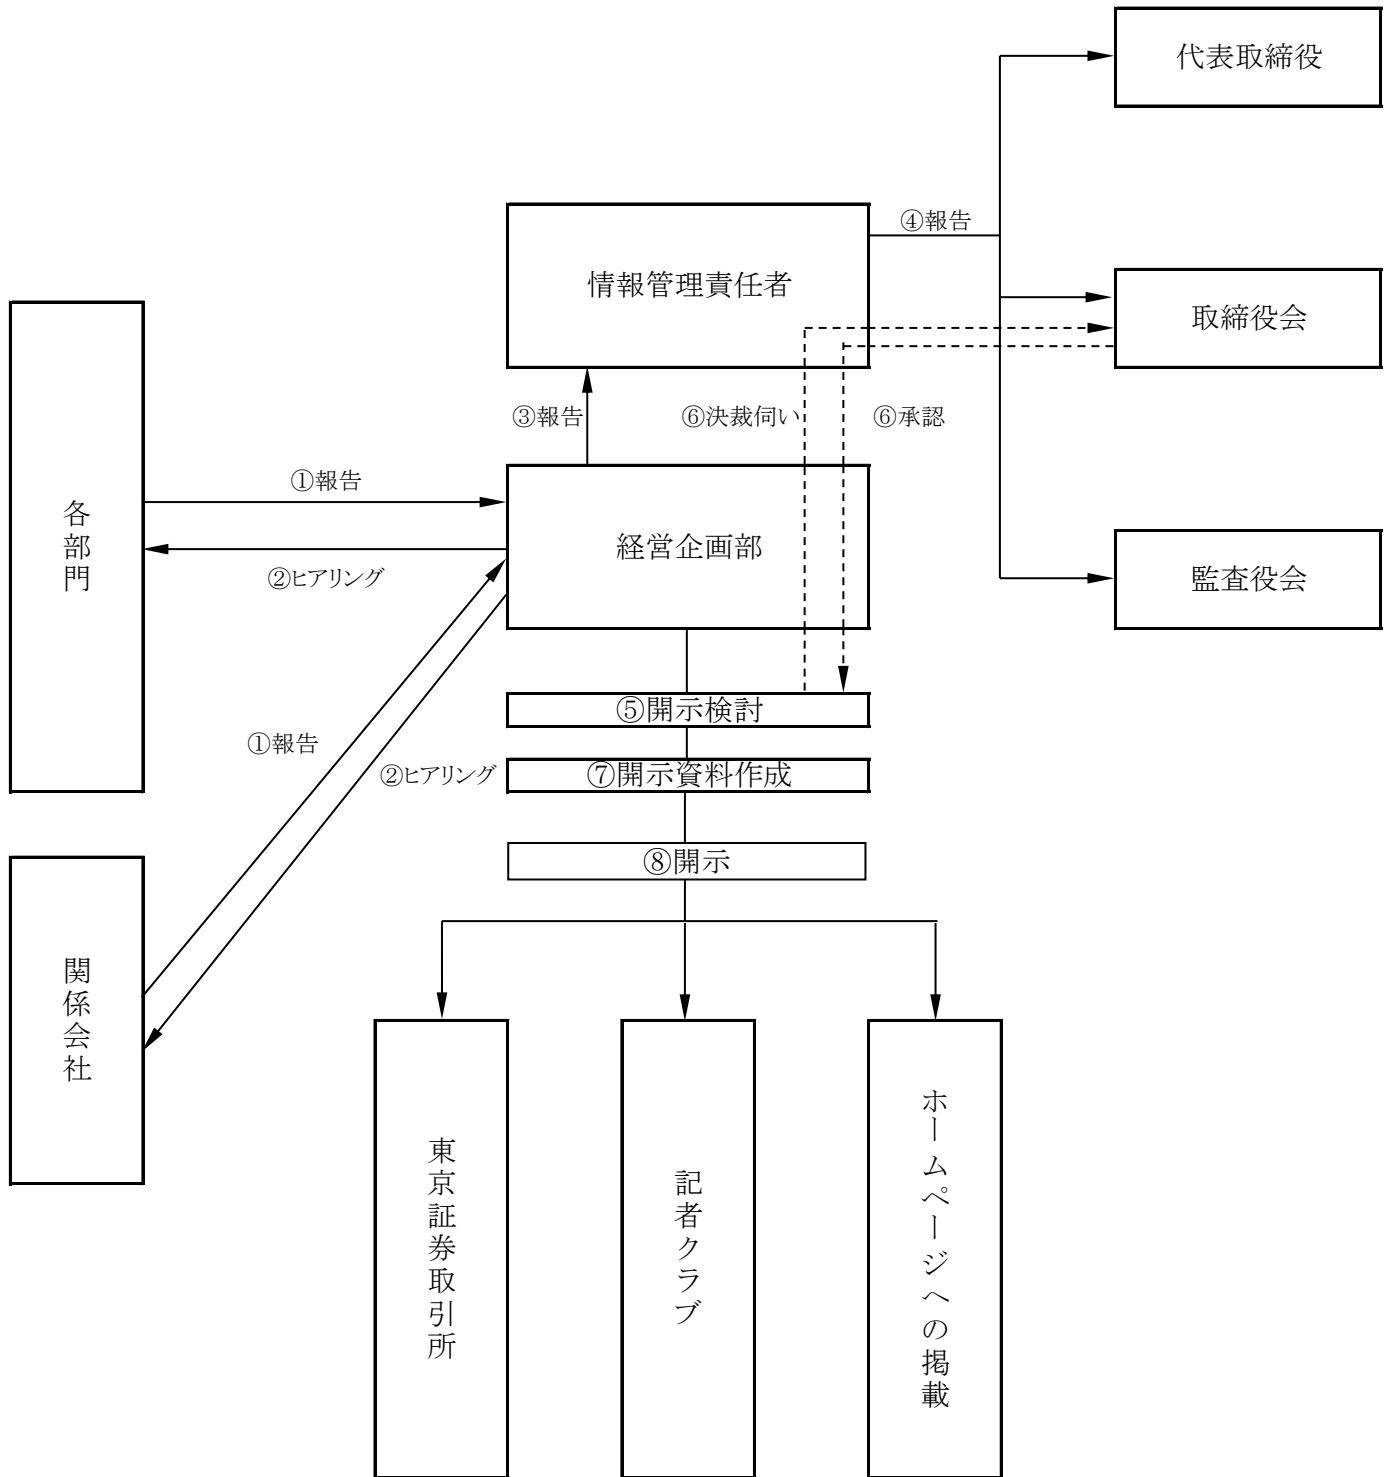 代表取締役
④報告
情報管理責任者
取締役会
③報告
⑥決裁伺い
⑥承認
①報告
各部門
経営企画部
②ヒアリング
監査役会
⑤開示検討
①報告
②ヒアリング
⑦開示資料作成
⑧開示
関係会社
東京証券取引所
記者クラブ
ホームページへの掲載